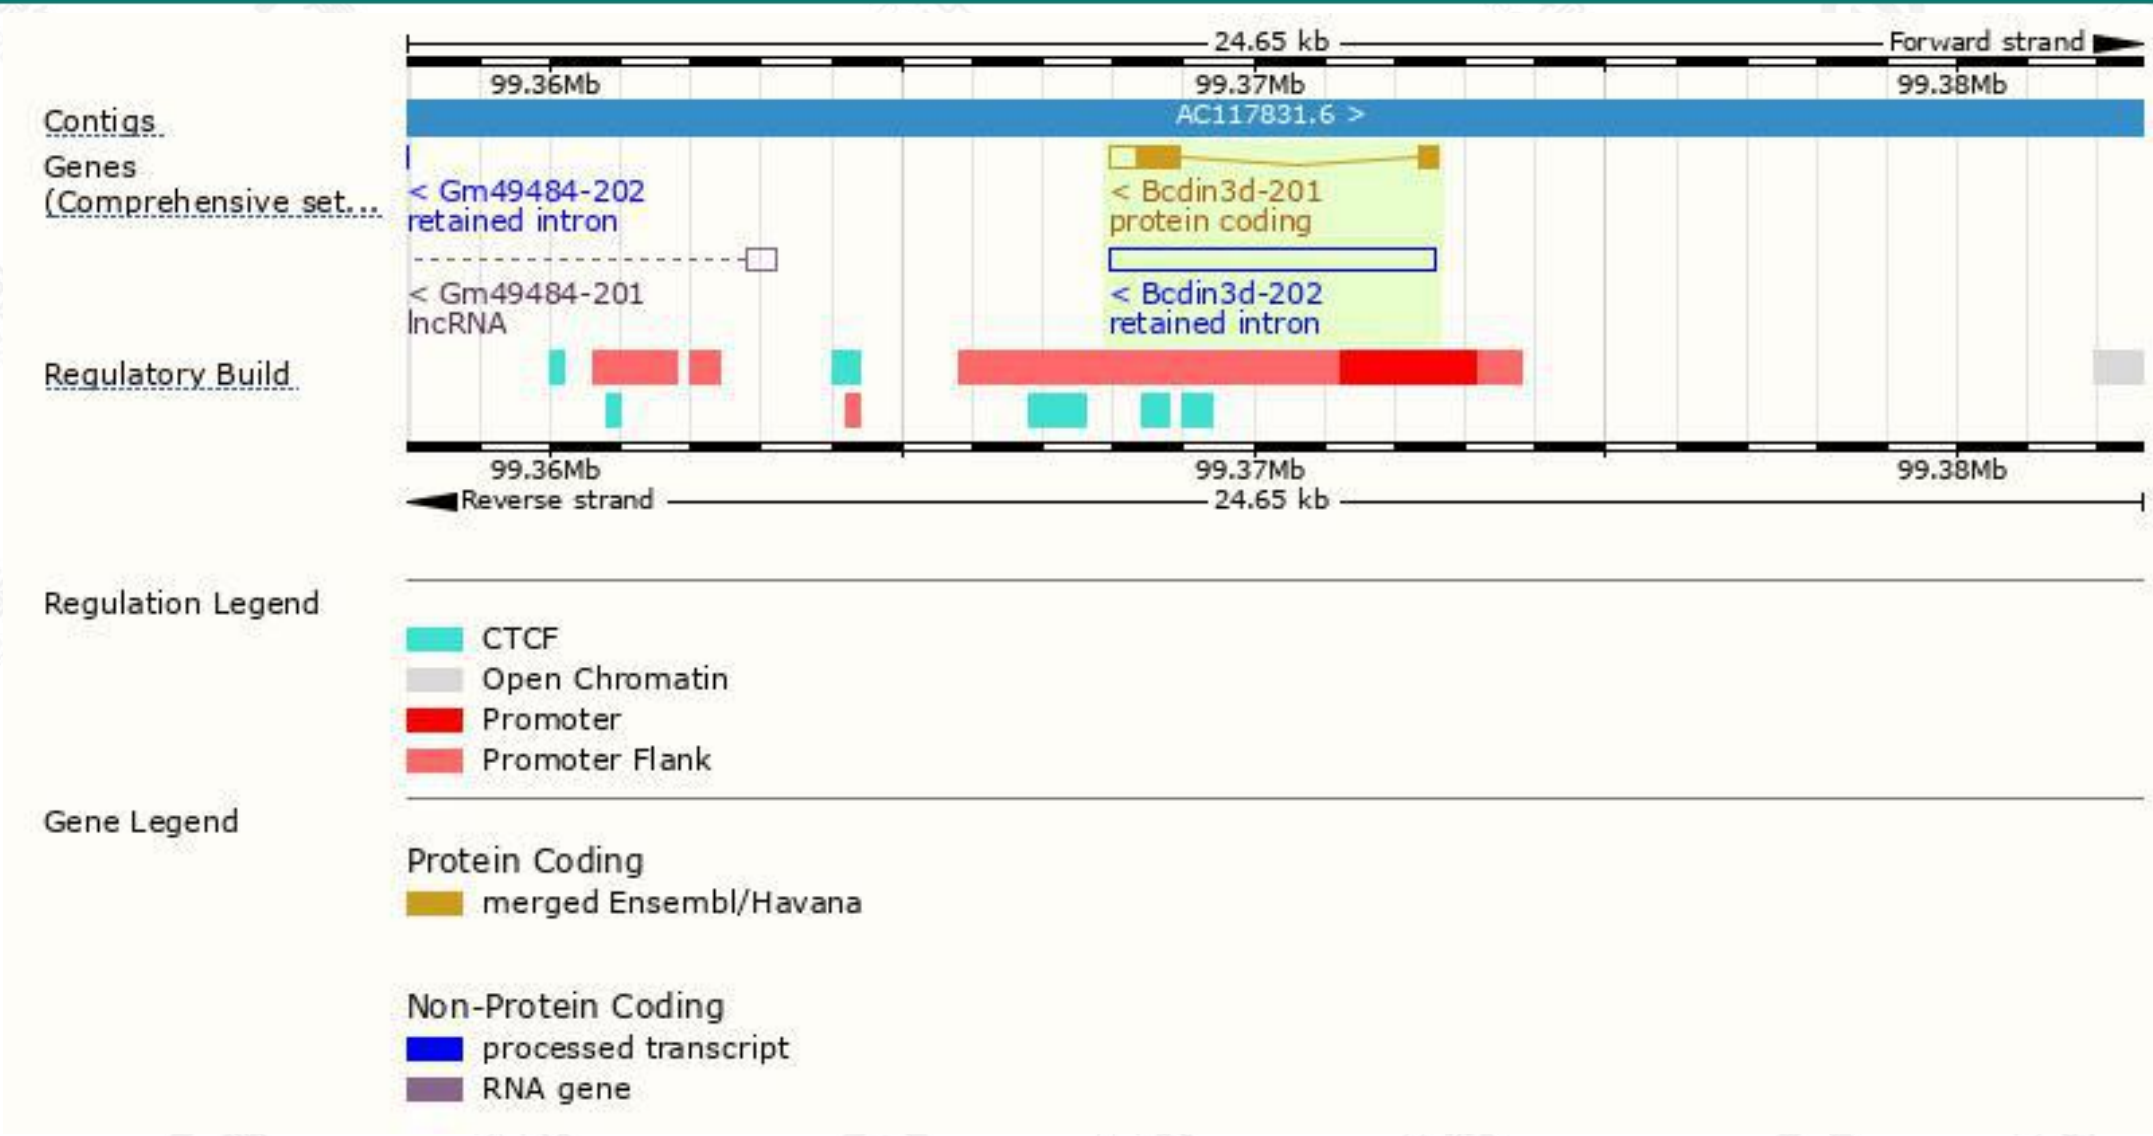 24.65 kb Forward strand
99.36Mb 99.37Mb 99.38Mb
Contigs AC117831.6 >
Genes
(Comprehensive set...
< Gm49484-202 < Bcdin3d-201
retained intron protein coding
< Gm49484-201 < Bcdin3d-202
lncRNA retained intron
Regulatory Build
99.36Mb 99.37Mb 99.38Mb
Reverse strand 24.65 kb
Regulation Legend
CTCF
Open Chromatin
Promoter
Promoter Flank
Gene Legend
Protein Coding
merged Ensembl/Havana
Non-Protein Coding
processed transcript
RNA gene